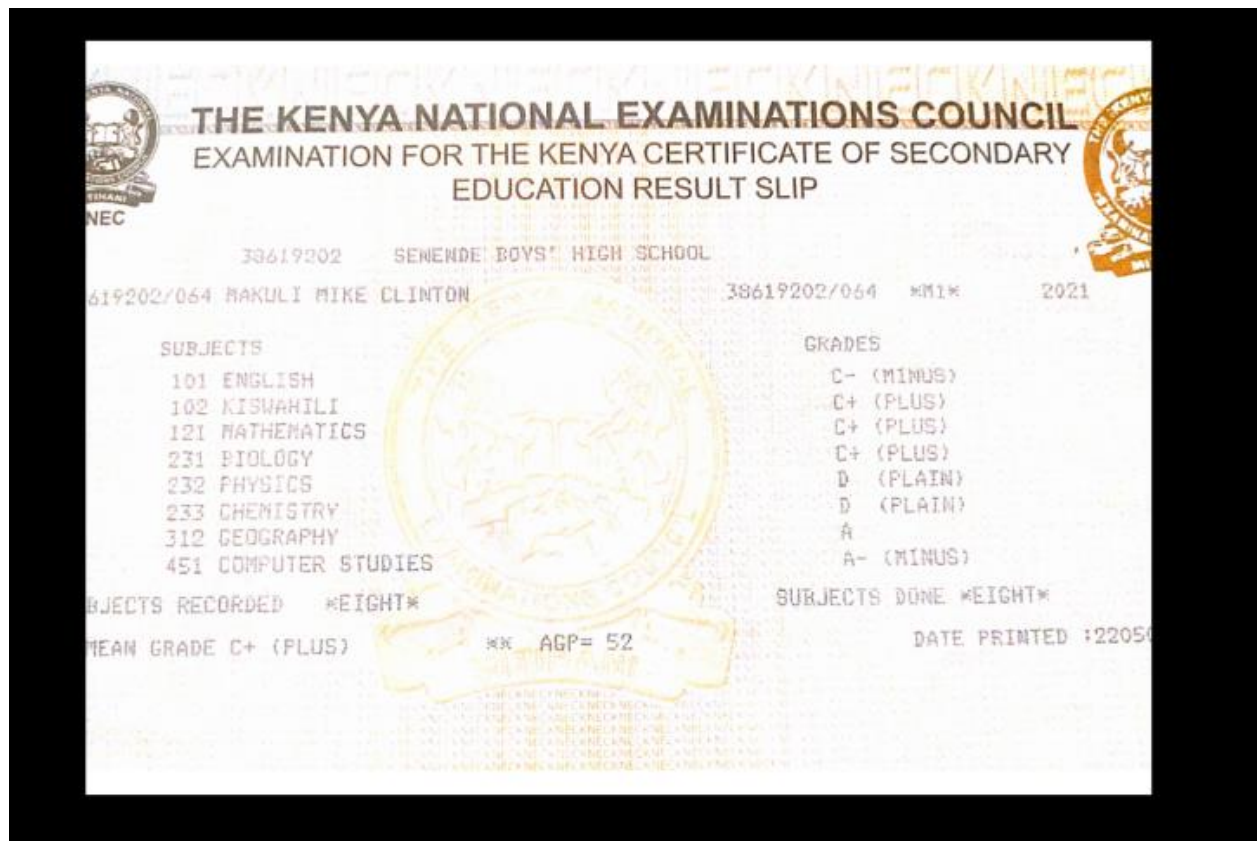 THE KENYA NATIONAL EXAMINATIONS COUNCIL
EXAMINATION FOR THE KENYA CERTIFICATE OF SECONDARY
EDUCATION RESULT SLIP
NEC
38619202 SENENDE BOYS' HIGH SCHOOL
619202/064 MAKULI MIKE CLINTON 38619202/064 *M1* 2021
SUBJECTS GRADES
101 ENGLISH C- (MINUS)
102 KISWAHILI C+ (PLUS)
121 MATHEMATICS C+ (PLUS)
231 BIOLOGY C+ (PLUS)
232 PHYSICS D (PLAIN)
233 CHEMISTRY D (PLAIN)
312 GEOGRAPHY A
451 COMPUTER STUDIES A- (MINUS)
BJECTS RECORDED *EIGHT* SUBJECTS DONE *EIGHT*
MEAN GRADE C+ (PLUS) ** AGP= 52 DATE PRINTED :2205